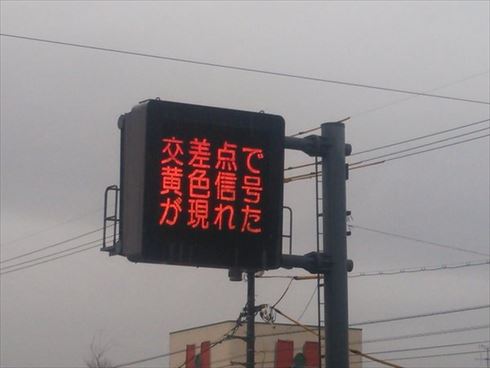 交差点で
黄色信号
が現れた